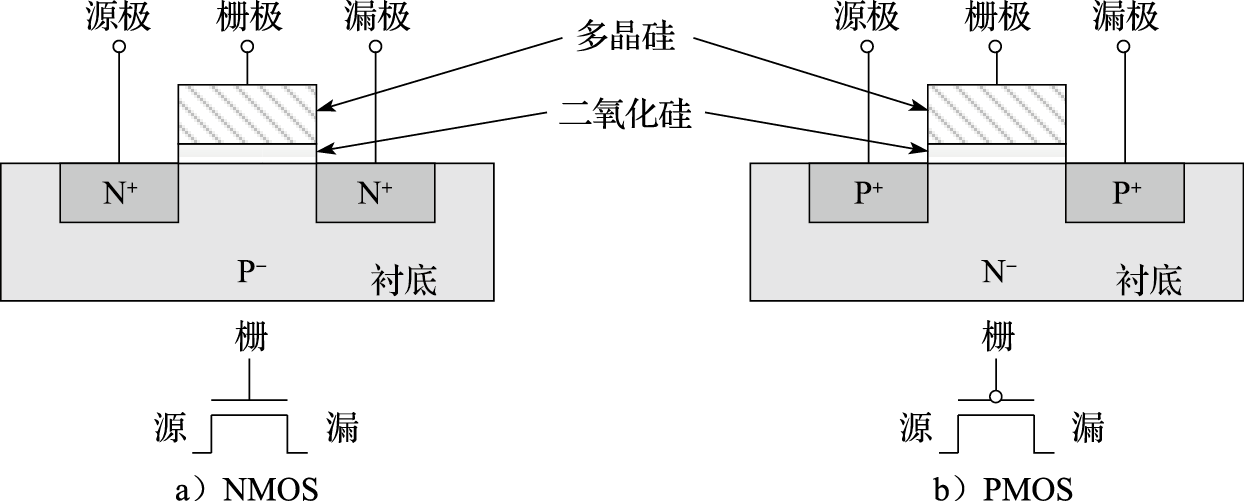 源极 栅极 漏极
多晶硅
源极 栅极 漏极
二氧化硅
N⁺ N⁺
P⁺ P⁺
P⁻
衬底
N⁻
衬底
栅
源 漏
栅
源 漏
a）NMOS
b）PMOS